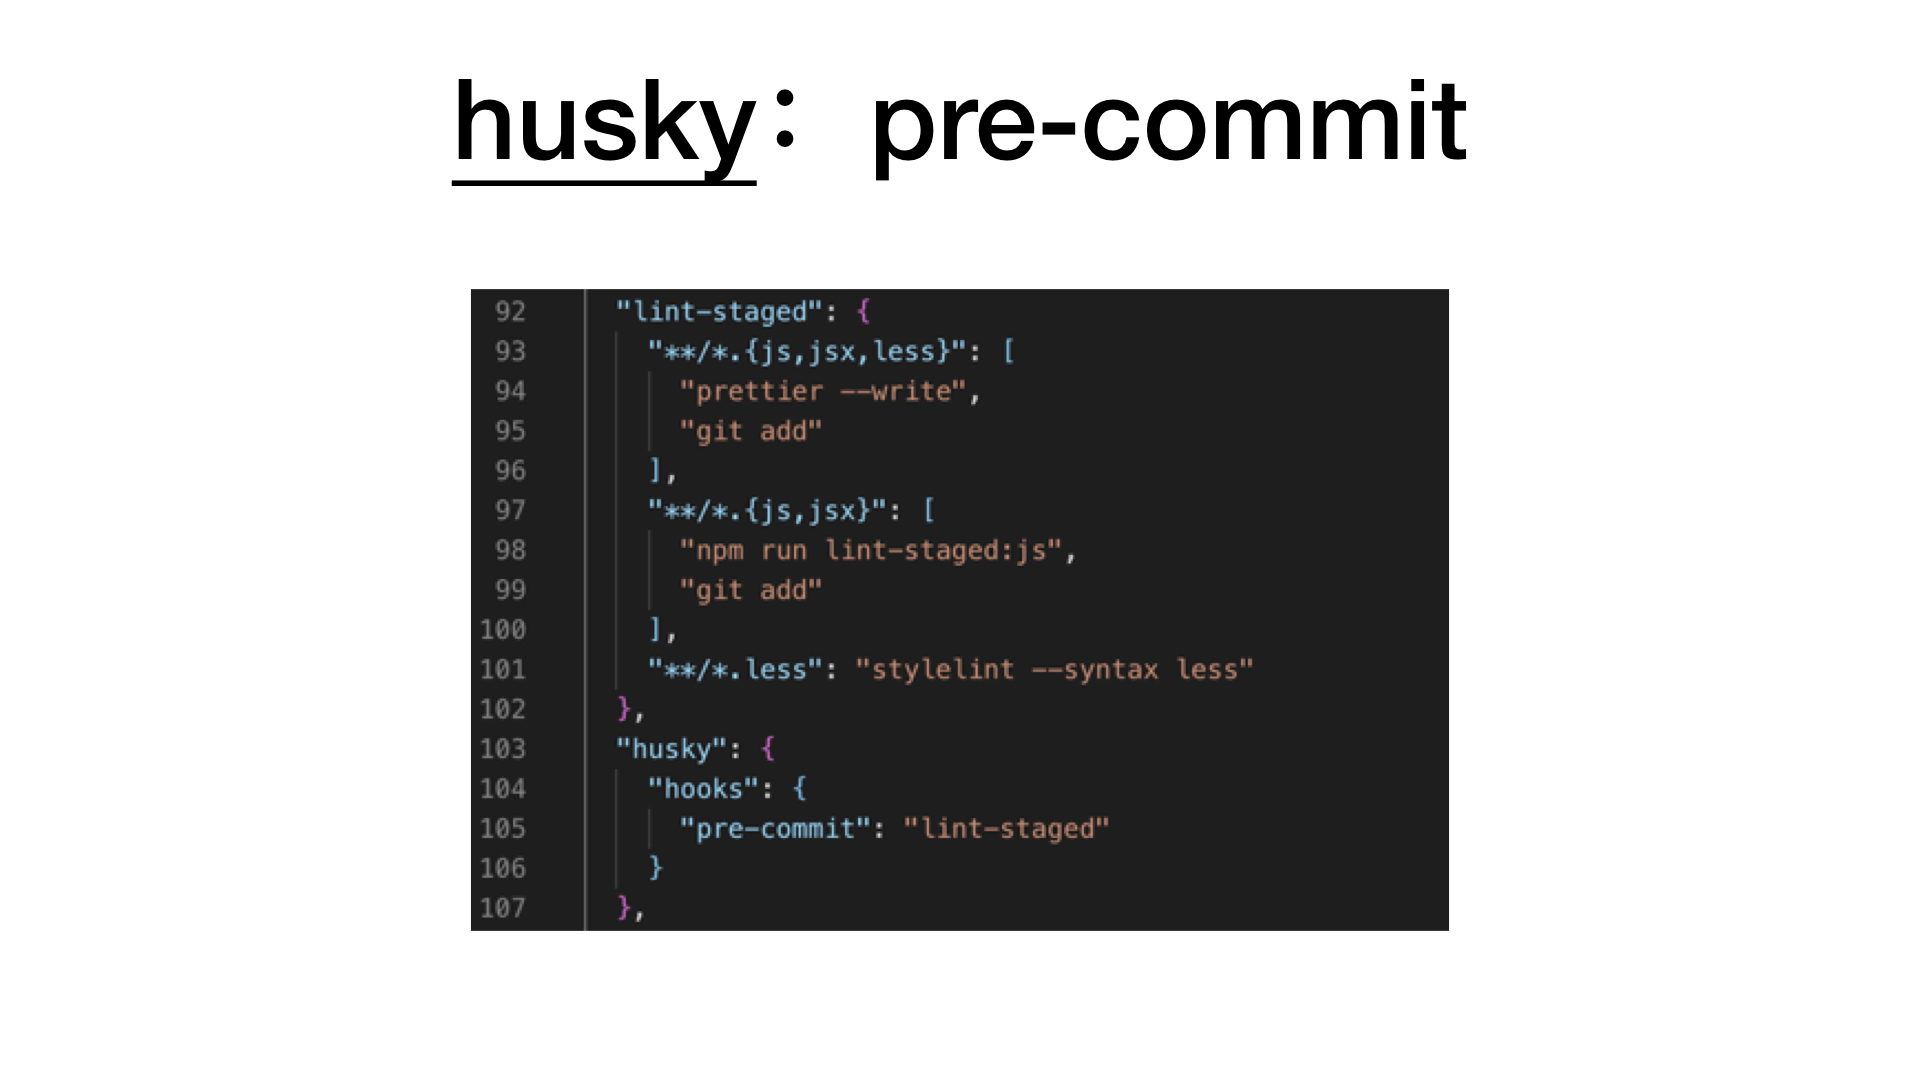 husky： pre-commit
92 "lint-staged": {
93 "**/*.{js,jsx,less}": [
94 "prettier --write",
95 "git add"
96 ],
97 "**/*.{js,jsx}": [
98 "npm run lint-staged:js",
99 "git add"
100 ],
101 "**/*.less": "stylelint --syntax less"
102 },
103 "husky": {
104 "hooks": {
105 "pre-commit": "lint-staged"
106 }
107 },